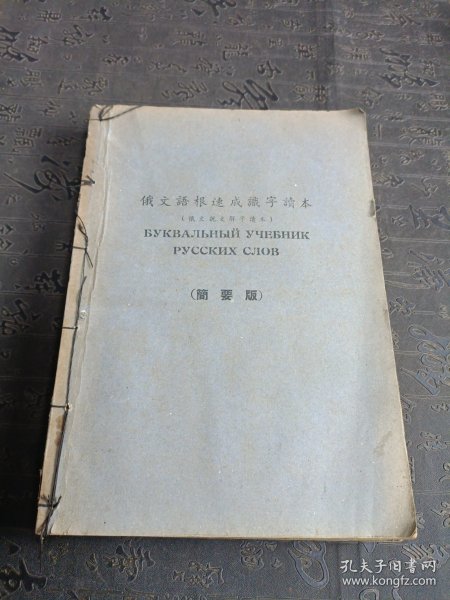 俄文語根速成識字讀本
(俄文說文解字讀本)
БУКВАЛЬНЫЙ УЧЕБНИК
РУССКИХ СЛОВ
(簡要版)
孔夫子旧书网
www.kongfz.com